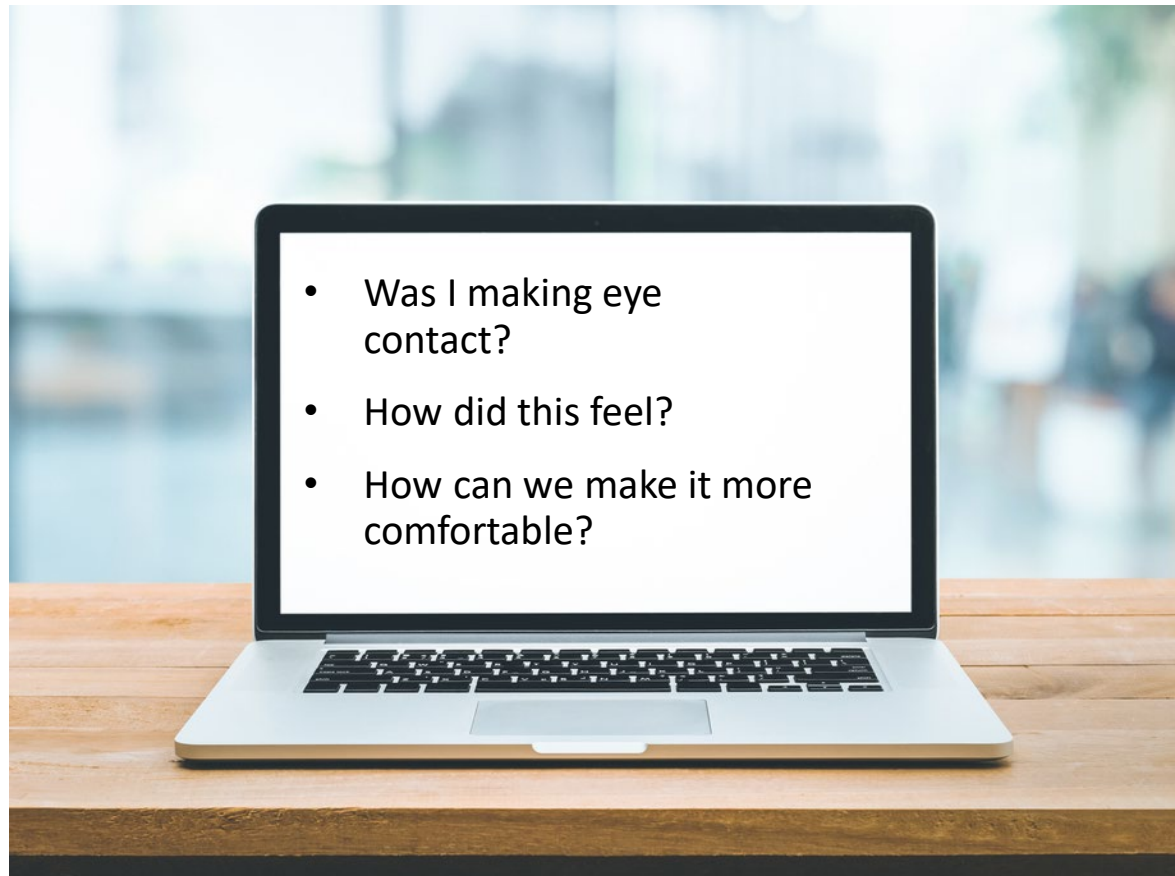 • Was I making eye
contact?
• How did this feel?
• How can we make it more
comfortable?